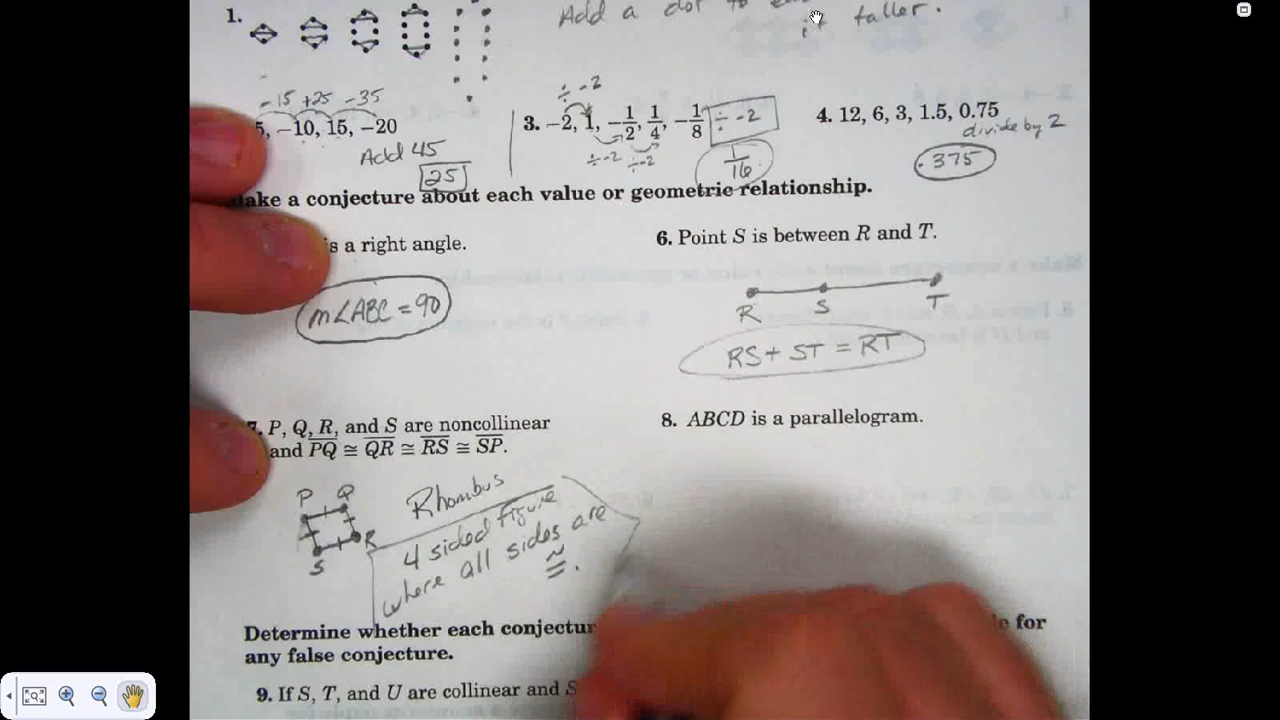 1.
Add a dot to
it taller.
-15 +25 -35
5, −10, 15, −20
Add 45
25
÷ -2
3. −2, 1, −1/2, 1/4, −1/8
÷ -2
÷ -2 ÷ -2
1/16
4. 12, 6, 3, 1.5, 0.75
divide by 2
.375
ake a conjecture about each value or geometric relationship.
is a right angle.
m∠ABC = 90
6. Point S is between R and T.
R S T
RS + ST = RT
7. P, Q, R, and S are noncollinear
and PQ ≅ QR ≅ RS ≅ SP.
P Q
R
S
Rhombus
4 sided figure
where all sides are
≅.
8. ABCD is a parallelogram.
Determine whether each conjectur
le for
any false conjecture.
9. If S, T, and U are collinear and S